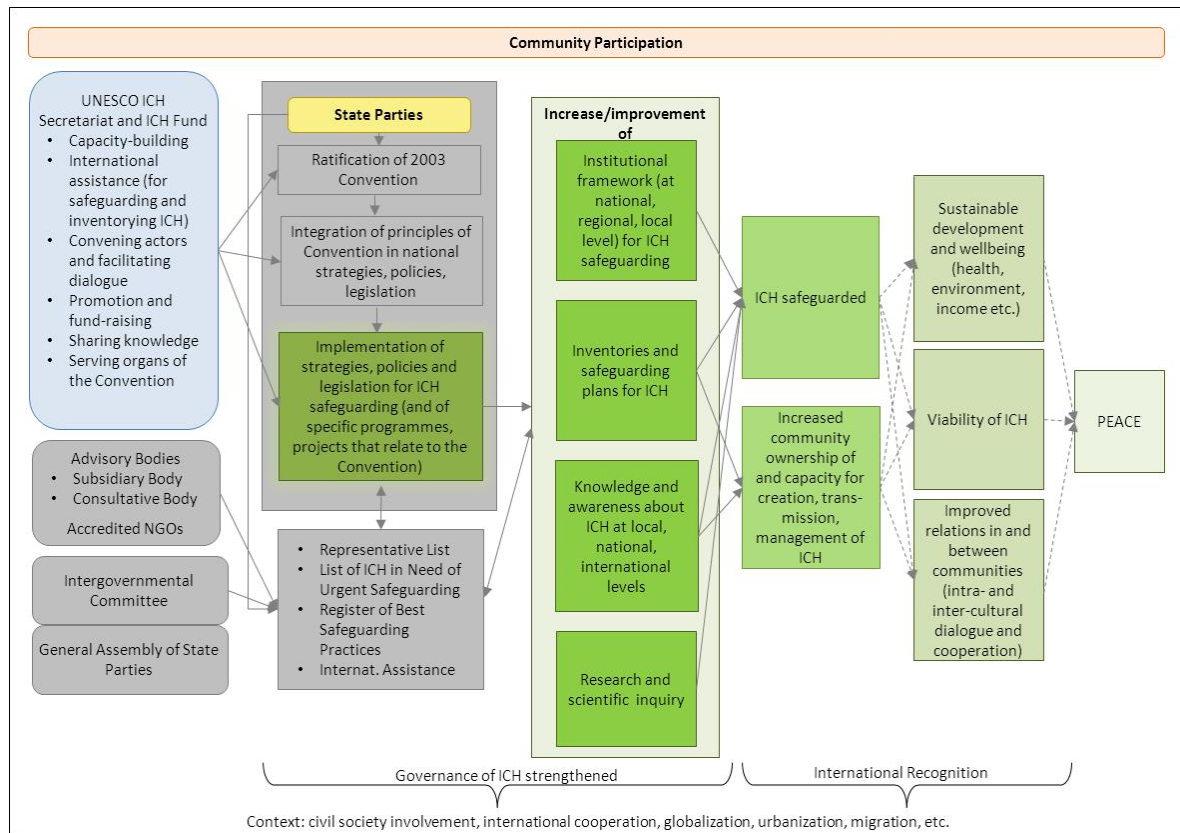 Community Participation
UNESCO ICH
Secretariat and ICH Fund
• Capacity-building
• International
assistance (for
safeguarding and
inventorying ICH)
• Convening actors
and facilitating
dialogue
• Promotion and
fund-raising
• Sharing knowledge
• Serving organs of
the Convention
Advisory Bodies
• Subsidiary Body
• Consultative Body
Accredited NGOs
Intergovernmental
Committee
General Assembly of State
Parties
State Parties
Ratification of 2003
Convention
Integration of principles of
Convention in national
strategies, policies,
legislation
Implementation of
strategies, policies and
legislation for ICH
safeguarding (and of
specific programmes,
projects that relate to the
Convention)
• Representative List
• List of ICH in Need of
Urgent Safeguarding
• Register of Best
Safeguarding
Practices
• Internat. Assistance
Increase/improvement
of
Institutional
framework (at
national,
regional, local
level) for ICH
safeguarding
Inventories and
safeguarding
plans for ICH
Knowledge and
awareness about
ICH at local,
national,
international
levels
Research and
scientific inquiry
ICH safeguarded
Increased
community
ownership of
and capacity for
creation, trans-
mission,
management of
ICH
Sustainable
development
and wellbeing
(health,
environment,
income etc.)
Viability of ICH
Improved
relations in and
between
communities
(intra- and
inter-cultural
dialogue and
cooperation)
PEACE
Governance of ICH strengthened
International Recognition
Context: civil society involvement, international cooperation, globalization, urbanization, migration, etc.